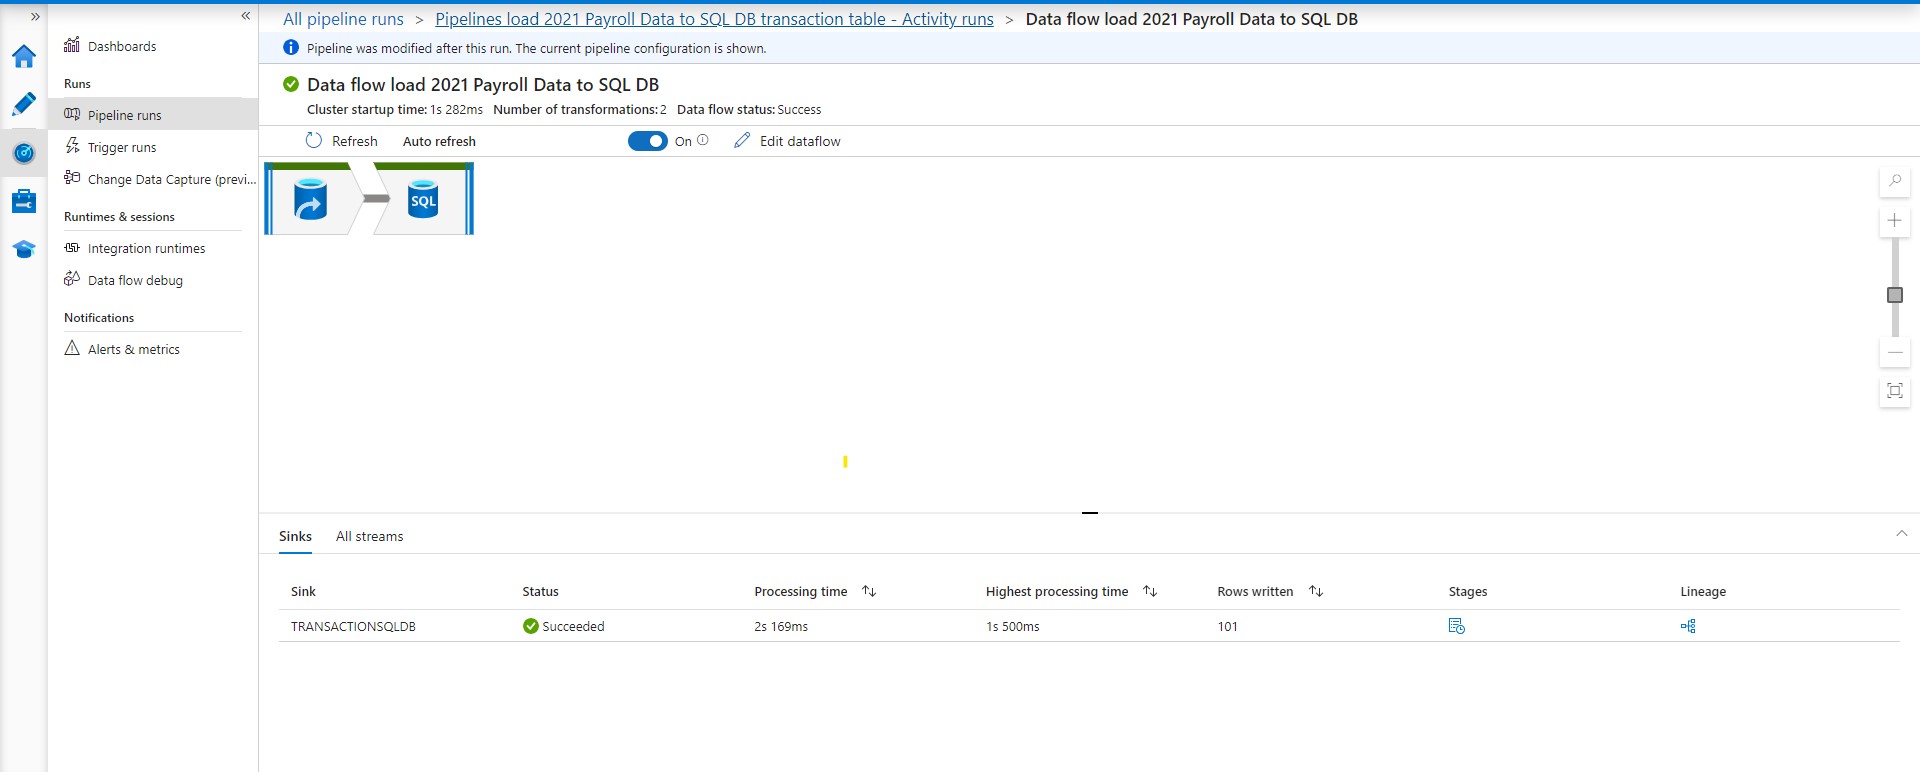 All pipeline runs > Pipelines load 2021 Payroll Data to SQL DB transaction table - Activity runs > Data flow load 2021 Payroll Data to SQL DB
Pipeline was modified after this run. The current pipeline configuration is shown.
Data flow load 2021 Payroll Data to SQL DB
Cluster startup time: 1s 282ms Number of transformations: 2 Data flow status: Success
Refresh Auto refresh On Edit dataflow
Dashboards
Runs
Pipeline runs
Trigger runs
Change Data Capture (previ...
Runtimes & sessions
Integration runtimes
Data flow debug
Notifications
Alerts & metrics
SQL
Sinks All streams
Sink Status Processing time Highest processing time Rows written Stages Lineage
TRANSACTIONSQLDB Succeeded 2s 169ms 1s 500ms 101